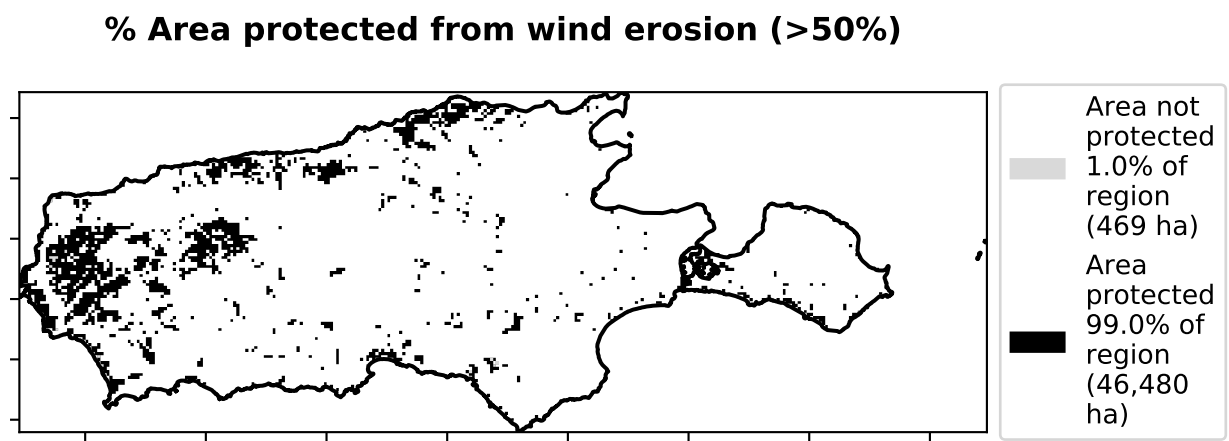 % Area protected from wind erosion (>50%)
Area not
protected
1.0% of
region
(469 ha)
Area
protected
99.0% of
region
(46,480
ha)